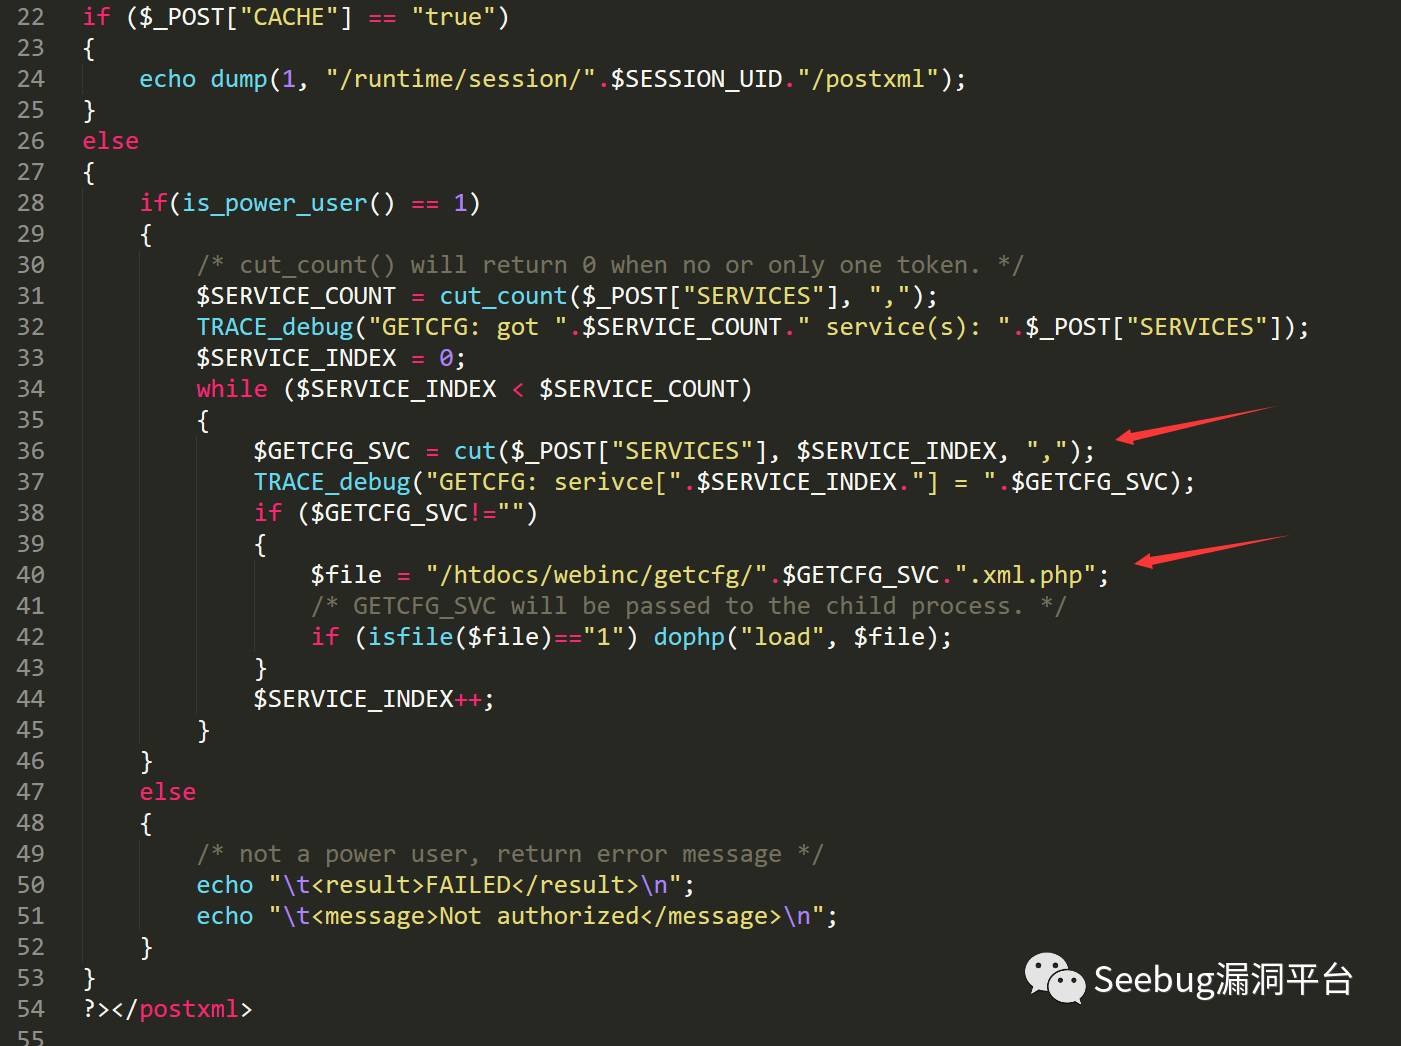 22 if ($_POST["CACHE"] == "true")
23 {
24     echo dump(1, "/runtime/session/".$SESSION_UID."/postxml");
25 }
26 else
27 {
28     if(is_power_user() == 1)
29     {
30         /* cut_count() will return 0 when no or only one token. */
31         $SERVICE_COUNT = cut_count($_POST["SERVICES"], ",");
32         TRACE_debug("GETCFG: got ".$SERVICE_COUNT." service(s): ".$_POST["SERVICES"]);
33         $SERVICE_INDEX = 0;
34         while ($SERVICE_INDEX < $SERVICE_COUNT)
35         {
36             $GETCFG_SVC = cut($_POST["SERVICES"], $SERVICE_INDEX, ",");
37             TRACE_debug("GETCFG: serivce[".$SERVICE_INDEX."] = ".$GETCFG_SVC);
38             if ($GETCFG_SVC!="")
39             {
40                 $file = "/htdocs/webinc/getcfg/".$GETCFG_SVC.".xml.php";
41                 /* GETCFG_SVC will be passed to the child process. */
42                 if (isfile($file)=="1") dophp("load", $file);
43             }
44             $SERVICE_INDEX++;
45         }
46     }
47     else
48     {
49         /* not a power user, return error message */
50         echo "\t<result>FAILED</result>\n";
51         echo "\t<message>Not authorized</message>\n";
52     }
53 }
54 ?></postxml>
55
Seebug漏洞平台